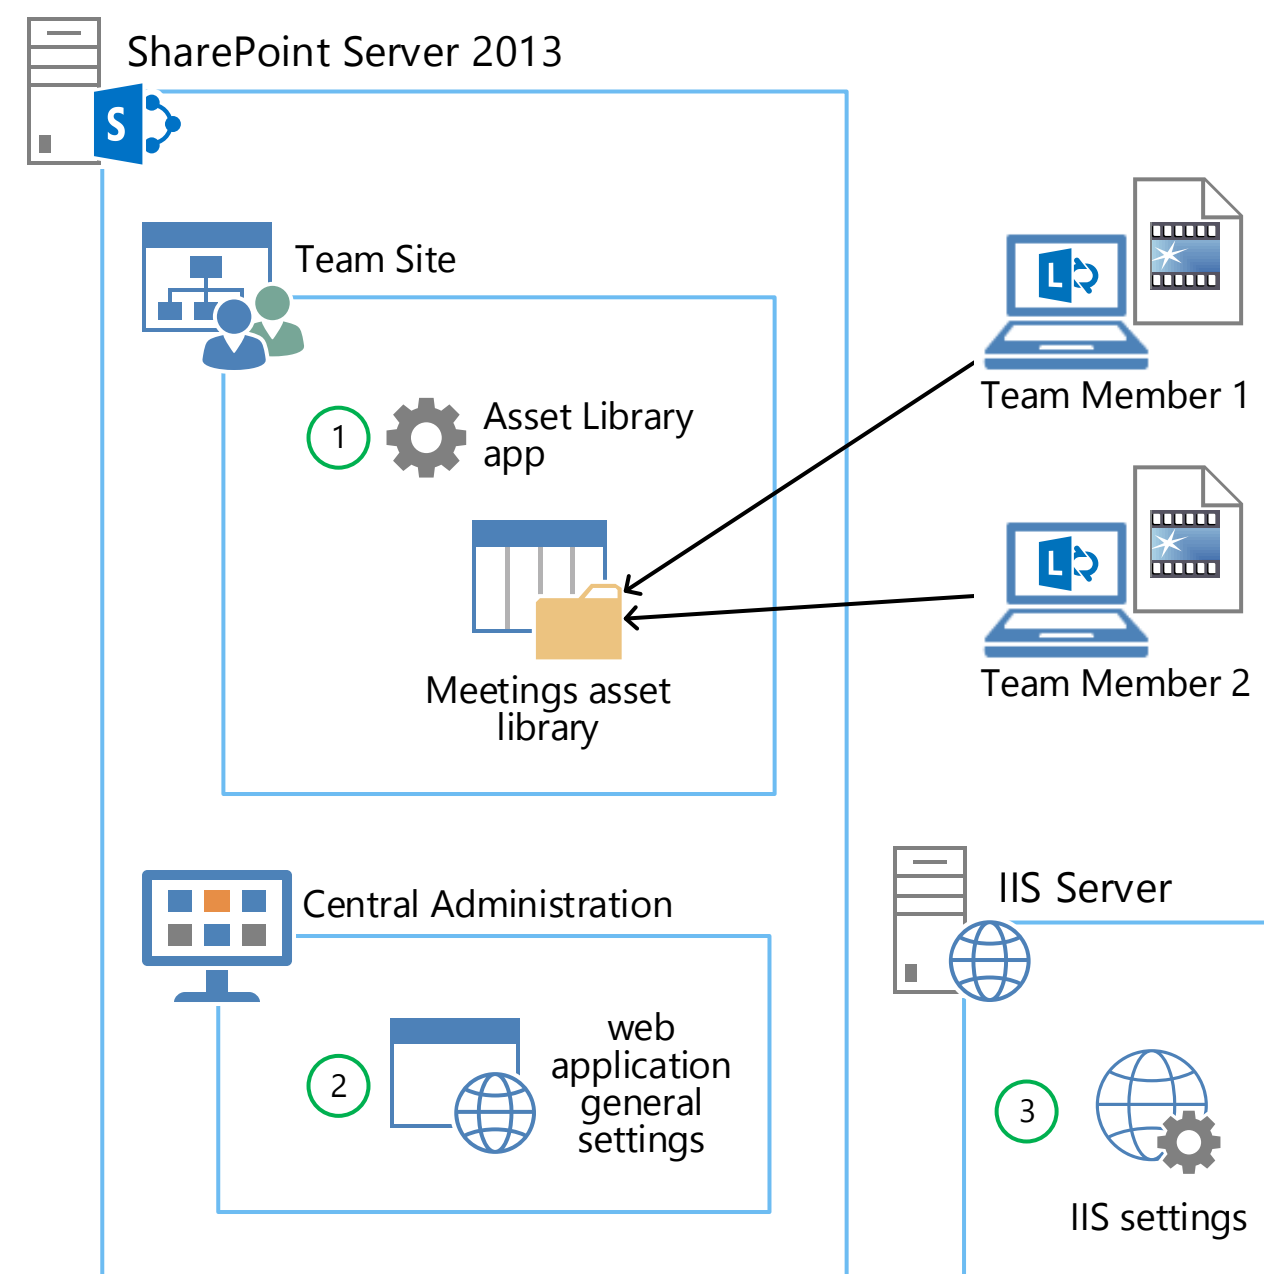 SharePoint Server 2013
S
Team Site
1
Asset Library
app
Meetings asset
library
L
Team Member 1
L
Team Member 2
Central Administration
2
web
application
general
settings
IIS Server
3
IIS settings